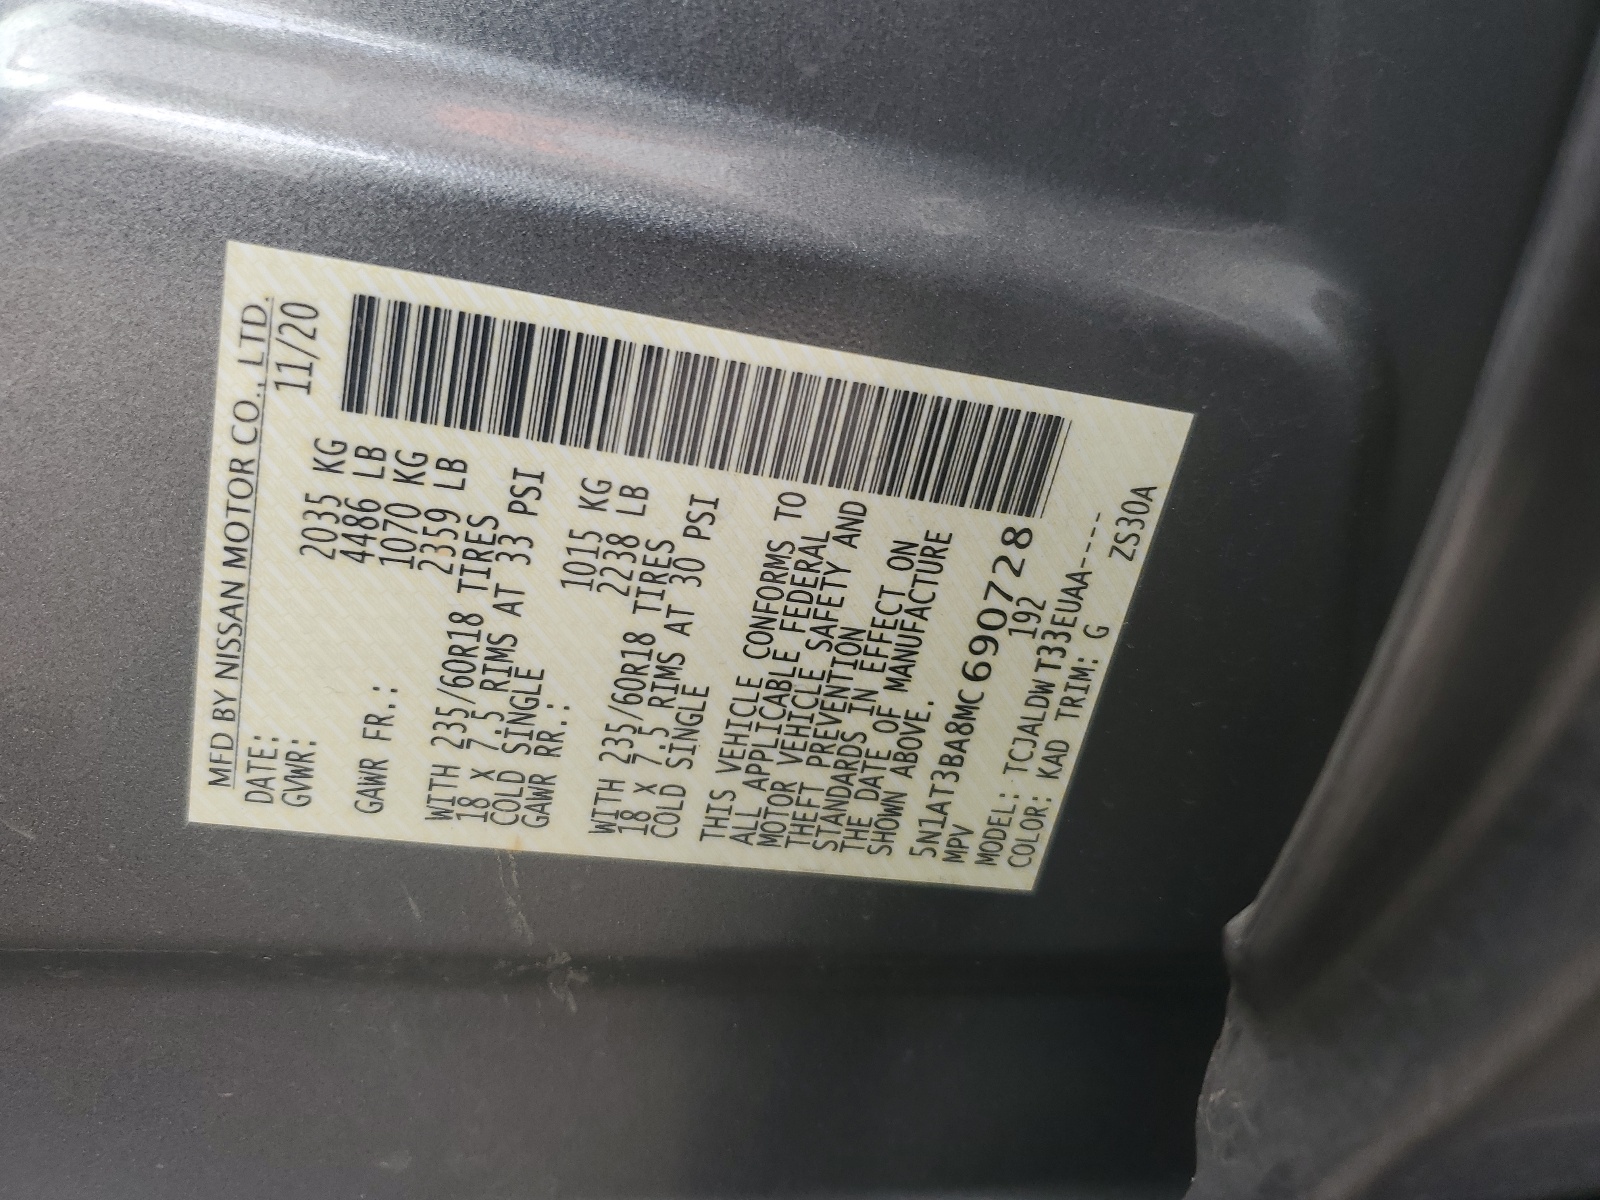 MFD BY NISSAN MOTOR CO., LTD.
DATE: 11/20
GVWR: 2035 KG
4486 LB
GAWR FR.: 1070 KG
2359 LB
WITH 235/60R18 TIRES
18 X 7.5 RIMS AT 33 PSI
COLD SINGLE
GAWR RR.: 1015 KG
2238 LB
WITH 235/60R18 TIRES
18 X 7.5 RIMS AT 30 PSI
COLD SINGLE
THIS VEHICLE CONFORMS TO
ALL APPLICABLE FEDERAL
MOTOR VEHICLE SAFETY AND
THEFT PREVENTION
STANDARDS IN EFFECT ON
THE DATE OF MANUFACTURE
SHOWN ABOVE.
5N1AT3BA8MC690728
MPV 192
MODEL: TCJALDWT33EUAA----
COLOR: KAD TRIM: G ZS30A